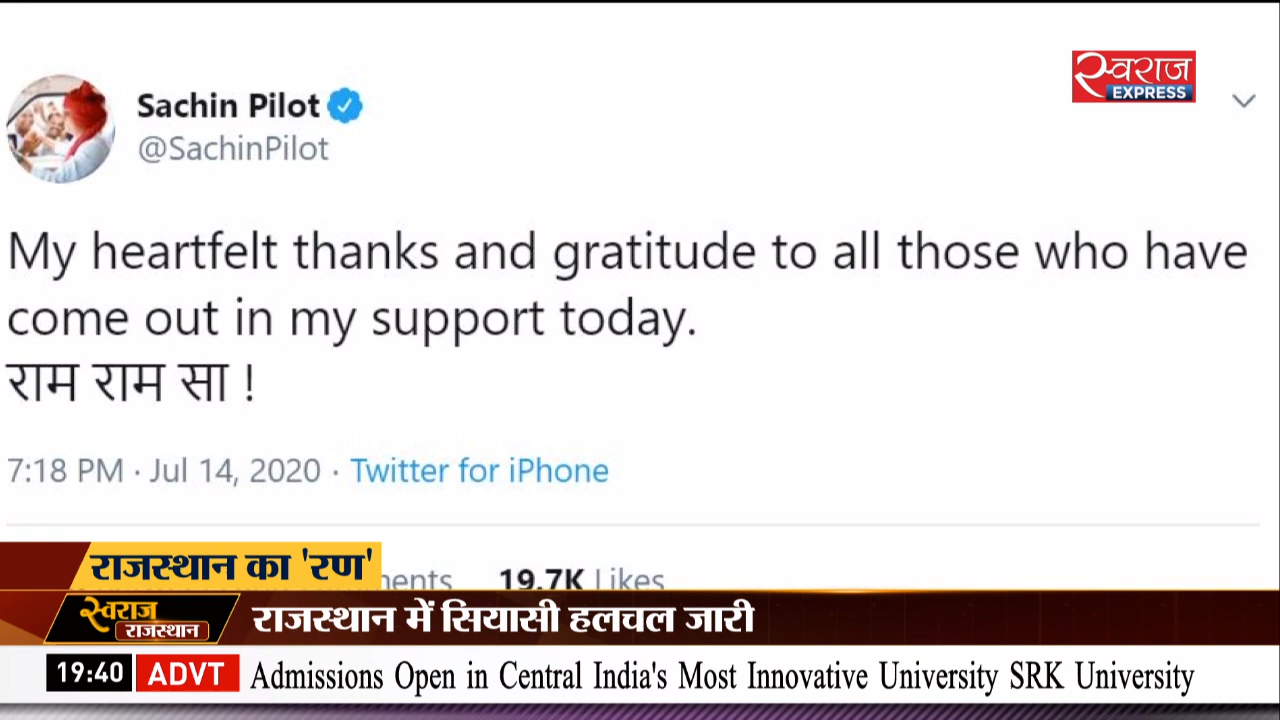 Sachin Pilot
@SachinPilot
स्वराज
EXPRESS
My heartfelt thanks and gratitude to all those who have
come out in my support today.
राम राम सा !
7:18 PM · Jul 14, 2020 · Twitter for iPhone
19.7K Likes
राजस्थान का 'रण'
स्वराज
राजस्थान
राजस्थान में सियासी हलचल जारी
19:40 ADVT Admissions Open in Central India's Most Innovative University SRK University